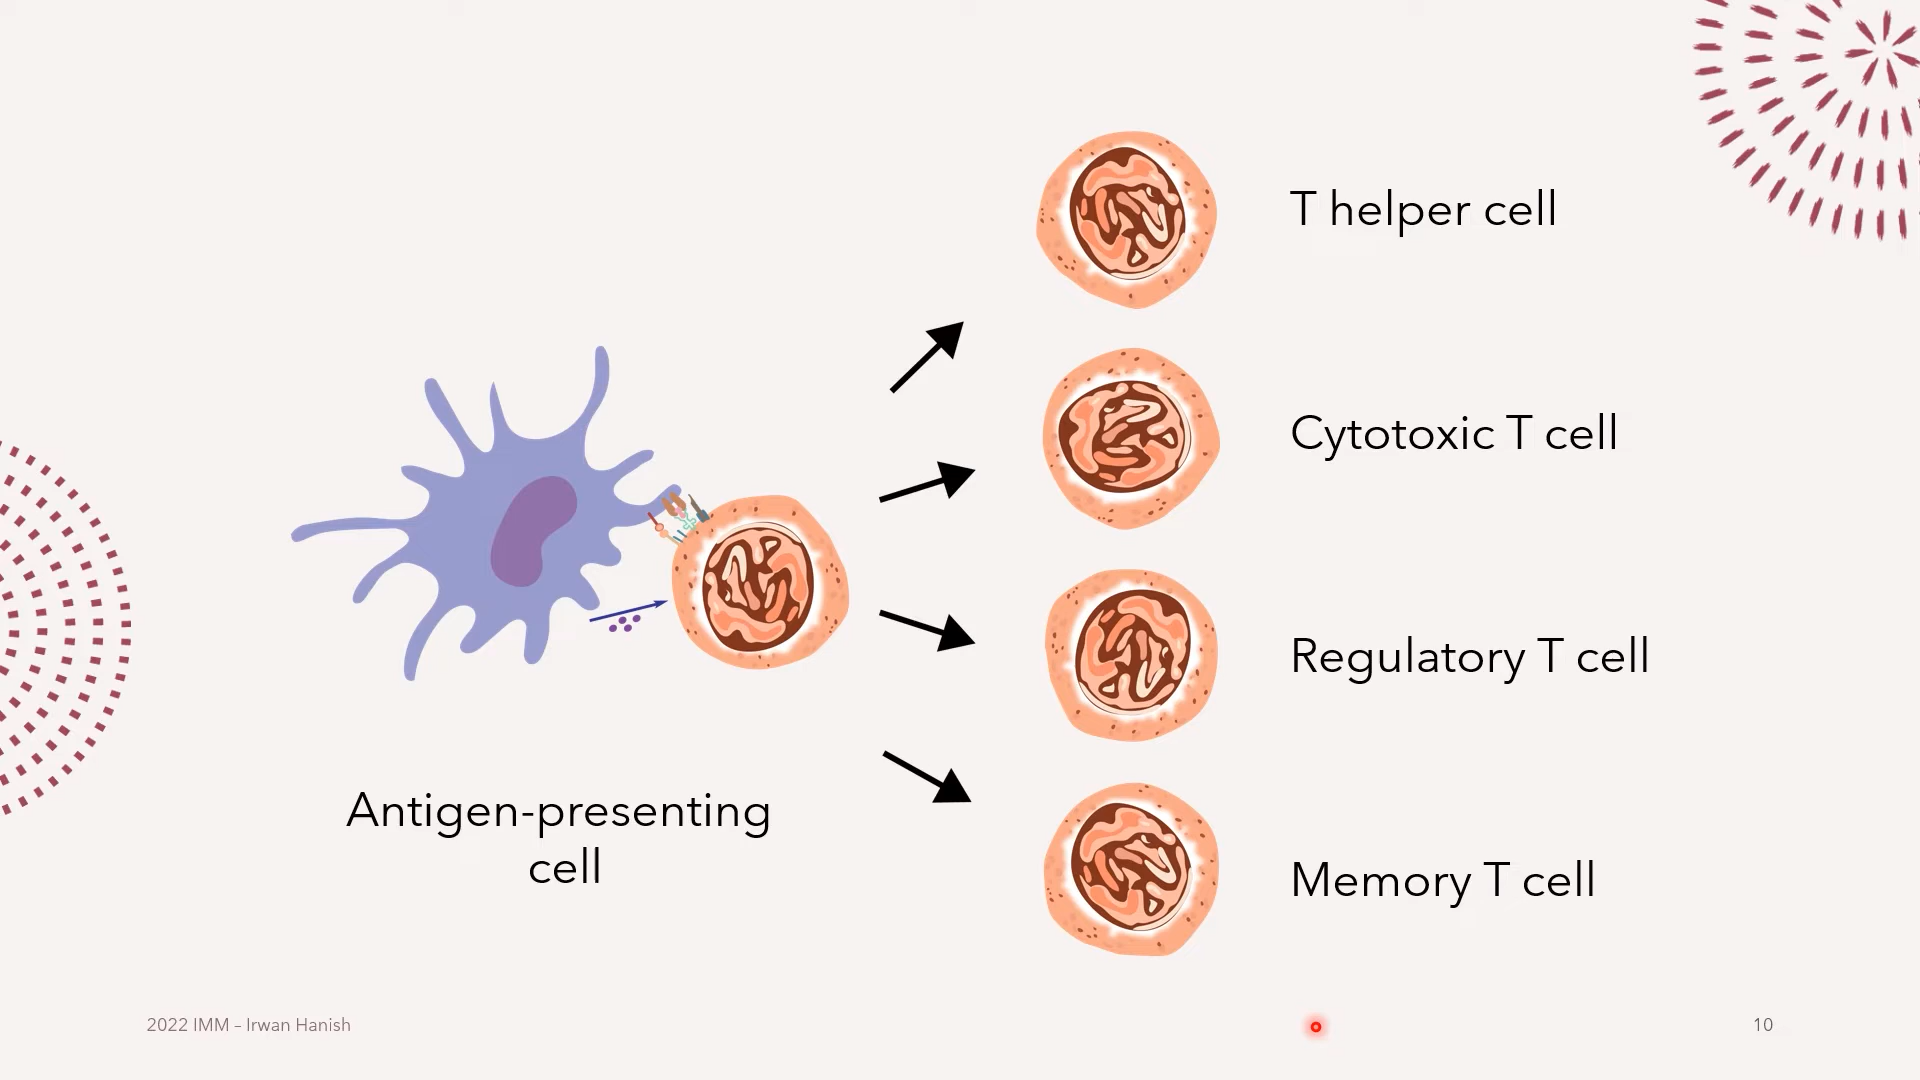 T helper cell
Cytotoxic T cell
Regulatory T cell
Antigen-presenting
cell
Memory T cell
2022 IMM – Irwan Hanish
10